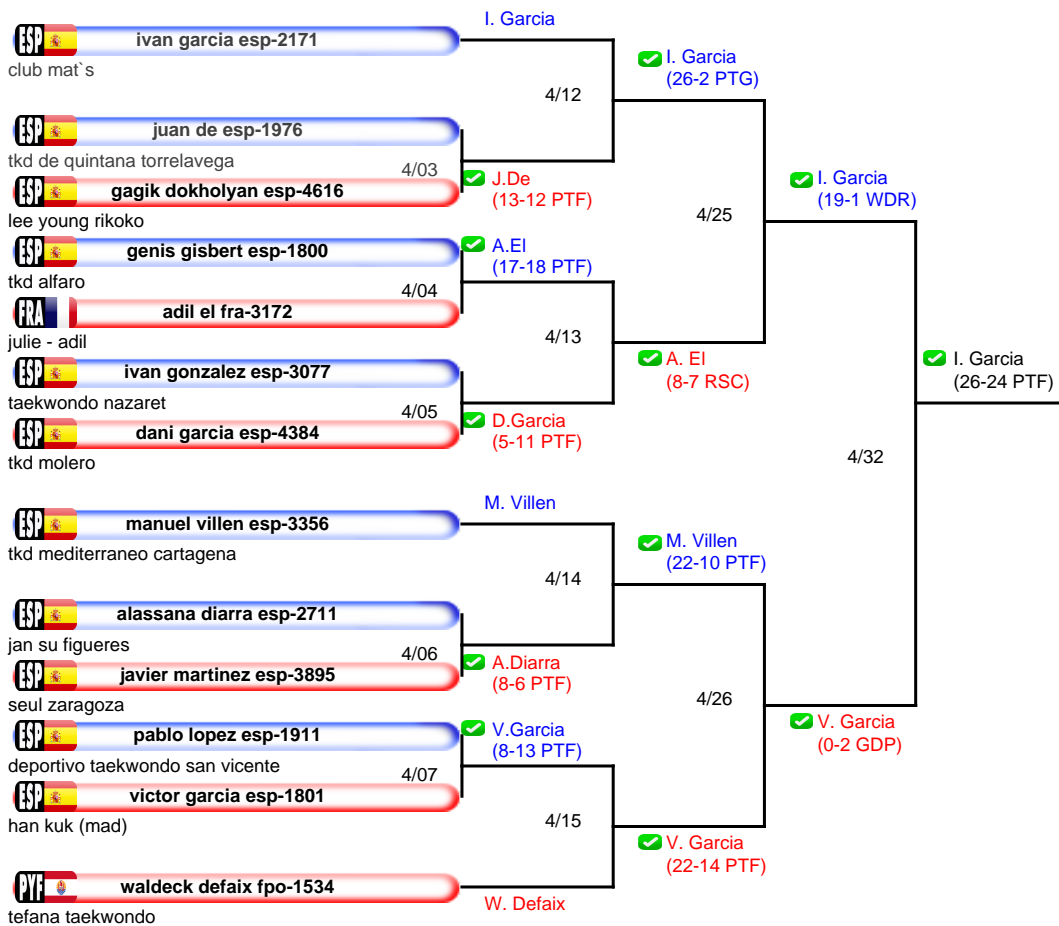 I. Garcia
ESP ivan garcia esp-2171
club mat`s
4/12
I. Garcia
(26-2 PTG)
ESP juan de esp-1976
tkd de quintana torrelavega
4/03
ESP gagik dokholyan esp-4616
lee young rikoko
J.De
(13-12 PTF)
4/25
I. Garcia
(19-1 WDR)
ESP genis gisbert esp-1800
tkd alfaro
A.El
(17-18 PTF)
4/04
FRA adil el fra-3172
julie - adil
4/13
A. El
(8-7 RSC)
ESP ivan gonzalez esp-3077
taekwondo nazaret
4/05
ESP dani garcia esp-4384
tkd molero
D.Garcia
(5-11 PTF)
I. Garcia
(26-24 PTF)
4/32
M. Villen
ESP manuel villen esp-3356
tkd mediterraneo cartagena
4/14
M. Villen
(22-10 PTF)
ESP alassana diarra esp-2711
jan su figueres
4/06
ESP javier martinez esp-3895
seul zaragoza
A.Diarra
(8-6 PTF)
4/26
V. Garcia
(0-2 GDP)
ESP pablo lopez esp-1911
deportivo taekwondo san vicente
V.Garcia
(8-13 PTF)
4/07
ESP victor garcia esp-1801
han kuk (mad)
4/15
V. Garcia
(22-14 PTF)
PYF waldeck defaix fpo-1534
tefana taekwondo
W. Defaix